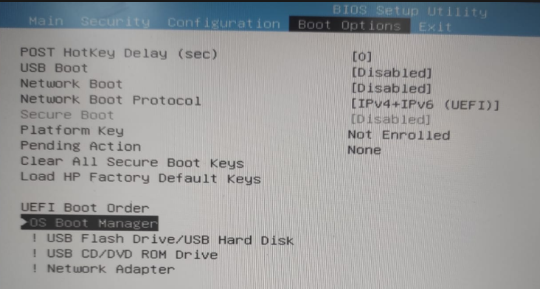 BIOS Setup Utility
Main Security Configuration Boot Options Exit
POST HotKey Delay (sec) [0]
USB Boot [Disabled]
Network Boot [Disabled]
Network Boot Protocol [IPv4+IPv6 (UEFI)]
Secure Boot [Disabled]
Platform Key Not Enrolled
Pending Action None
Clear All Secure Boot Keys
Load HP Factory Default Keys
UEFI Boot Order
OS Boot Manager
! USB Flash Drive/USB Hard Disk
! USB CD/DVD ROM Drive
! Network Adapter